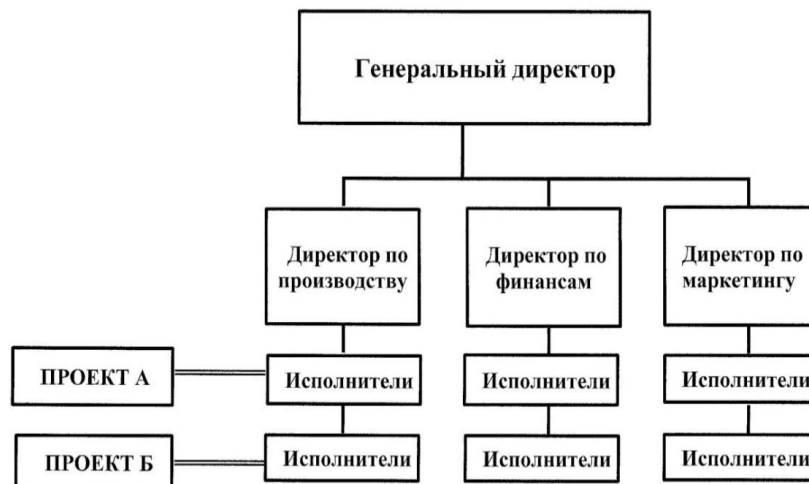 Генеральный директор
Директор по
производству
Директор по
финансам
Директор по
маркетингу
ПРОЕКТ А
Исполнители
Исполнители
Исполнители
ПРОЕКТ Б
Исполнители
Исполнители
Исполнители